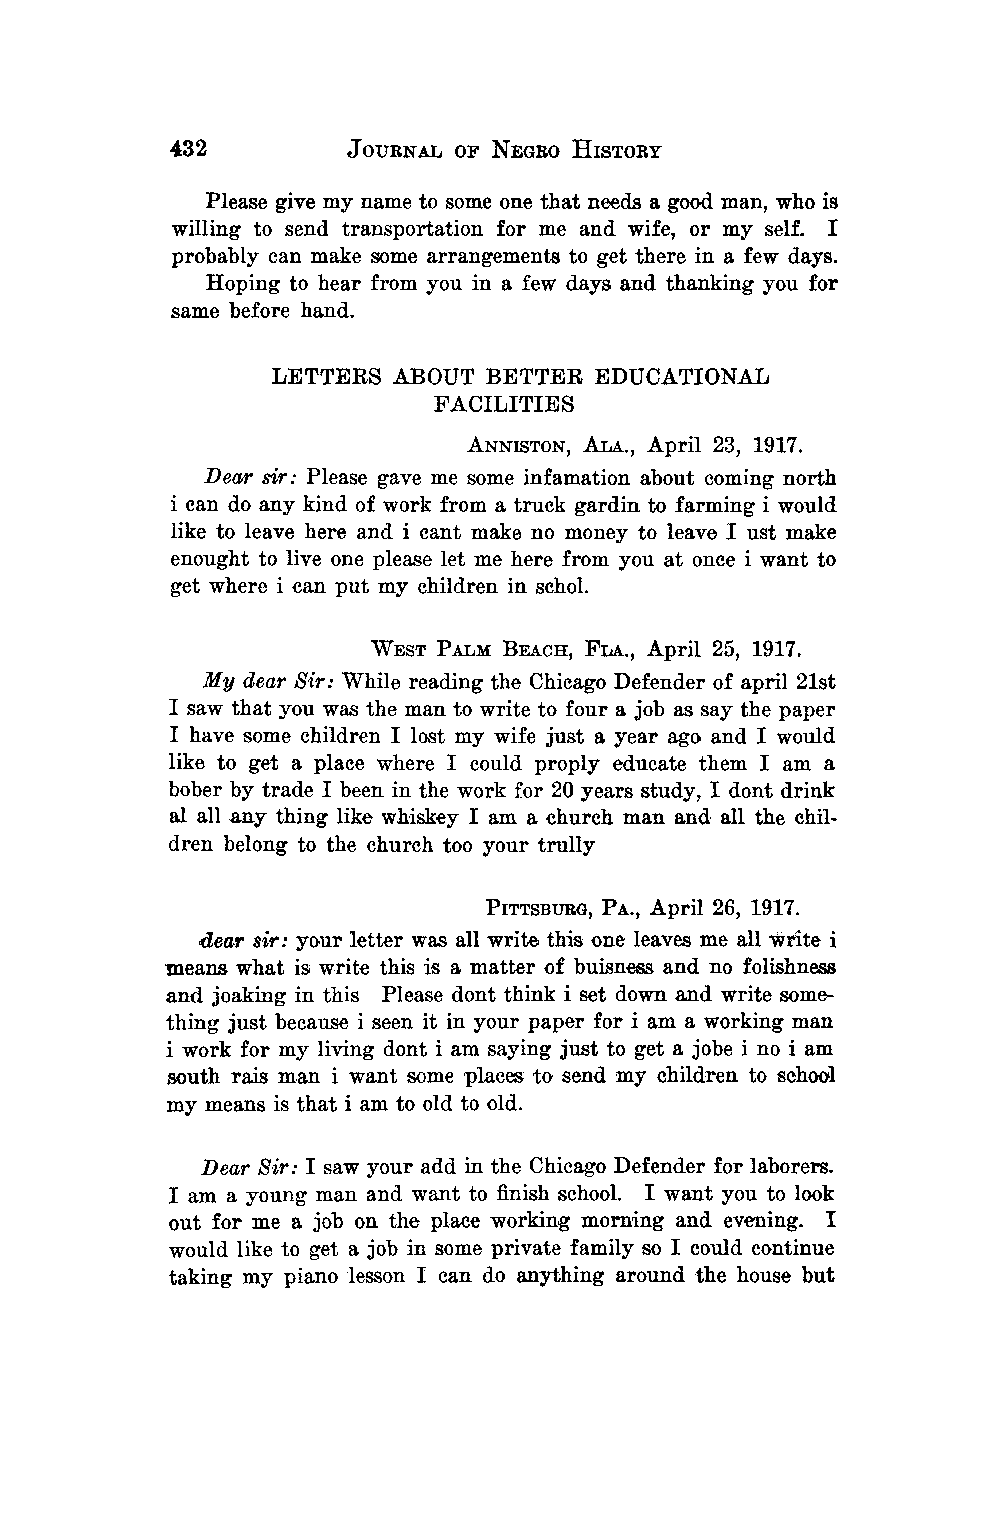 432 JOURNAL OF NEGRO HISTORY
Please give my name to some one that needs a good man, who is
willing to send transportation for me and wife, or my self. I
probably can make some arrangements to get there in a few days.
Hoping to hear from you in a few days and thanking you for
same before hand.
LETTERS ABOUT BETTER EDUCATIONAL
FACILITIES
ANNISTON, ALA., April 23, 1917.
Dear sir: Please gave me some infamation about coming north
i can do any kind of work from a truck gardin to farming i would
like to leave here and i cant make no money to leave I ust make
enought to live one please let me here from you at once i want to
get where i can put my children in schol.
WEST PALM BEACH, FLA., April 25, 1917.
My dear Sir: While reading the Chicago Defender of april 21st
I saw that you was the man to write to four a job as say the paper
I have some children I lost my wife just a year ago and I would
like to get a place where I could proply educate them I am a
bober by trade I been in the work for 20 years study, I dont drink
al all any thing like whiskey I am a church man and all the chil-
dren belong to the church too your trully
PITTSBURG, PA., April 26, 1917.
dear sir: your letter was all write this one leaves me all write i
means what is write this is a matter of buisness and no folishness
and joaking in this Please dont think i set down and write some-
thing just because i seen it in your paper for i am a working man
i work for my living dont i am saying just to get a jobe i no i am
south rais man i want some places to send my children to school
my means is that i am to old to old.
Dear Sir: I saw your add in the Chicago Defender for laborers.
I am a young man and want to finish school. I want you to look
out for me a job on the place working morning and evening. I
would like to get a job in some private family so I could continue
taking my piano lesson I can do anything around the house but